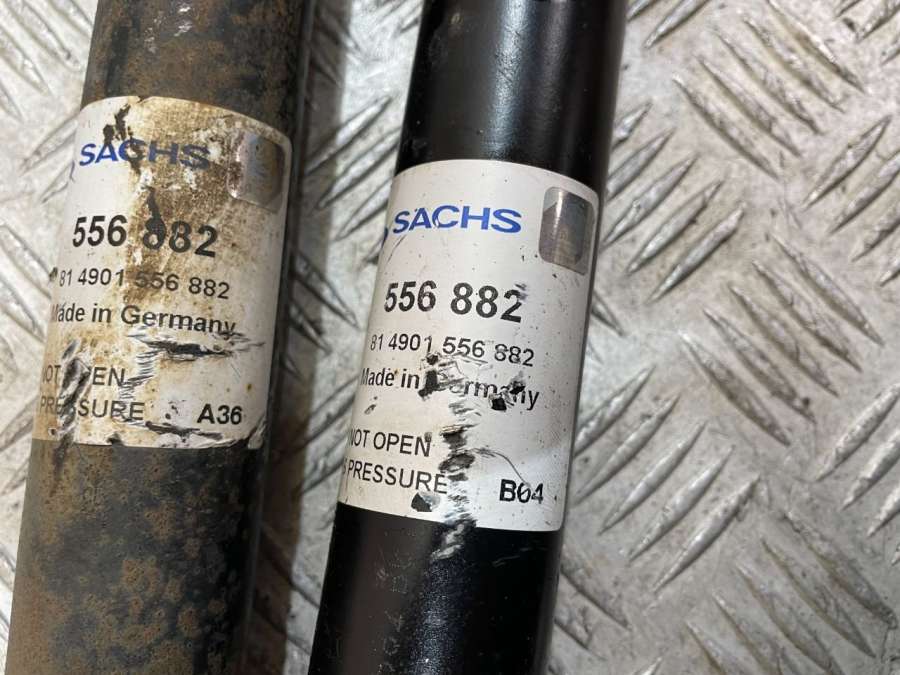 SACHS
556 882
81 4901 556 882
Made in Germany
NOT OPEN
PRESSURE A36
SACHS
556 882
81 4901 556 882
Made in Germany
NOT OPEN
S PRESSURE B04